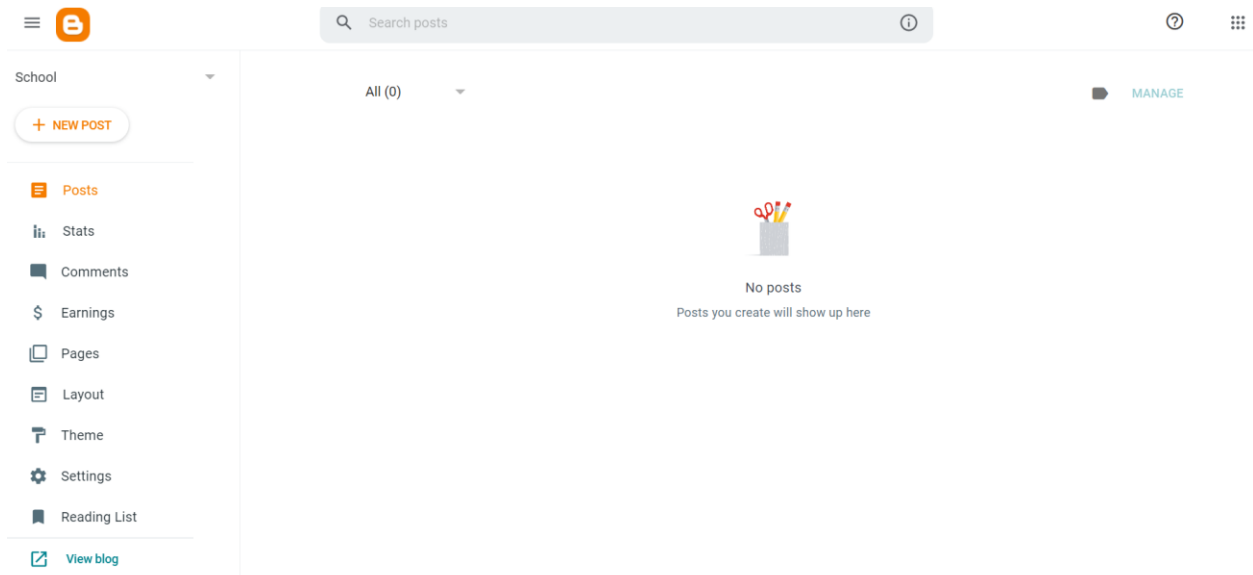 Search posts
School
NEW POST
Posts
Stats
Comments
Earnings
Pages
Layout
Theme
Settings
Reading List
View blog
All (0)
MANAGE
No posts
Posts you create will show up here